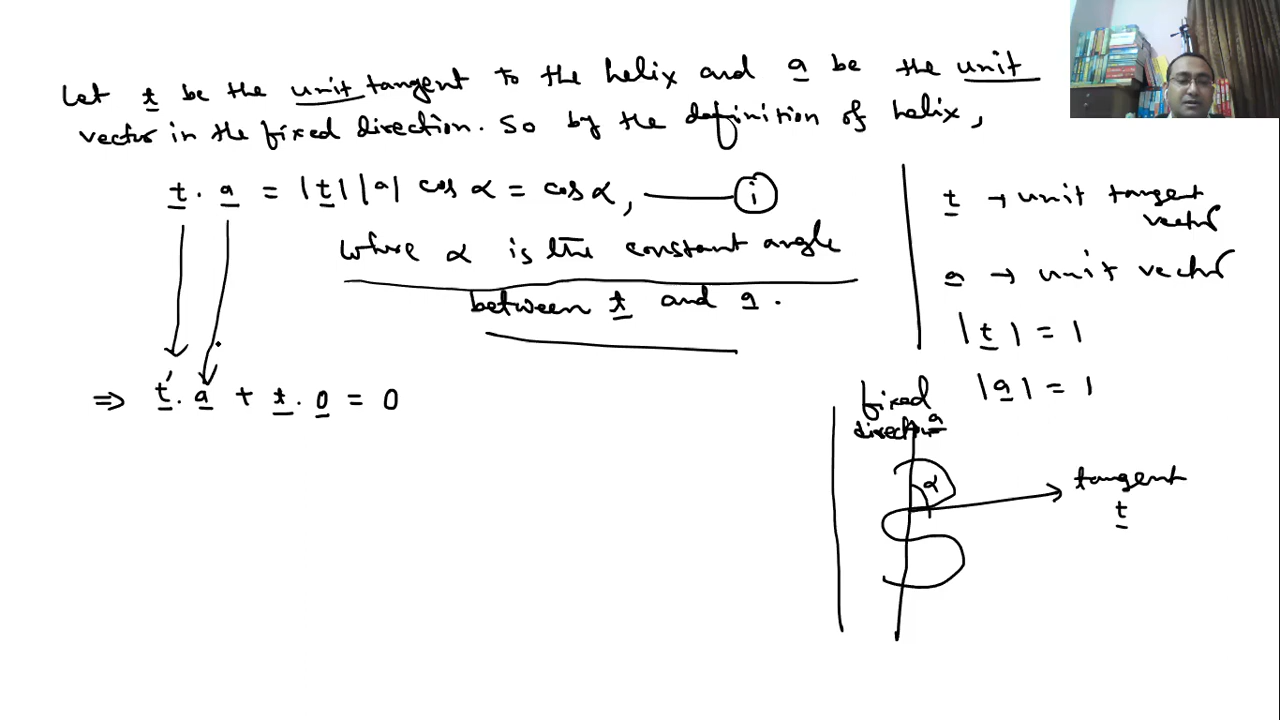 Let t be the unit tangent to the helix and a be the unit
vector in the fixed direction. So by the definition of helix,
t . a = |t| |a| cos α = cos α, —— (i)
where α is the constant angle
between t and a.
⇒ t'. a + t . 0 = 0
t → unit tangent
vector
a → unit vector
|t| = 1
|a| = 1
fixed
direction a
α
tangent
t